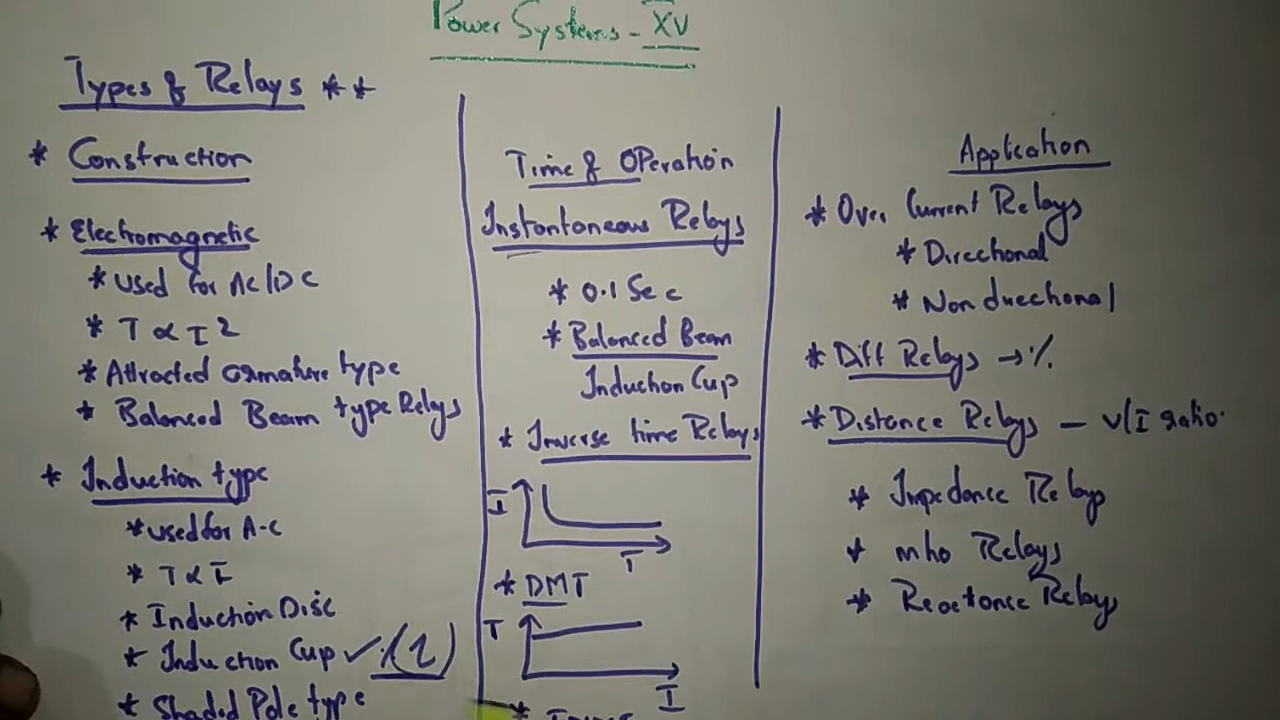 Power Systems - XV
Types of Relays **
* Construction
* Electromagnetic
* Used for AC/DC
* T ∝ I2
* Attracted armature type
* Balanced Beam type Relays
* Induction type
* used for A-C
* T ∝ I
* Induction Disc
* Induction Cup ✓
* Shaded Pole type
Time of Operation
Instantaneous Relays
* 0.1 Sec
* Balanced Beam
Induction Cup
* Inverse time Relays
I
T
* DMT
T
I
Application
* Over Current Relays
* Directional
* Non directional
* Diff Relays → %
* Distance Relays — V/I ratio.
* Impedance Relay
* mho Relays
* Reactance Relays